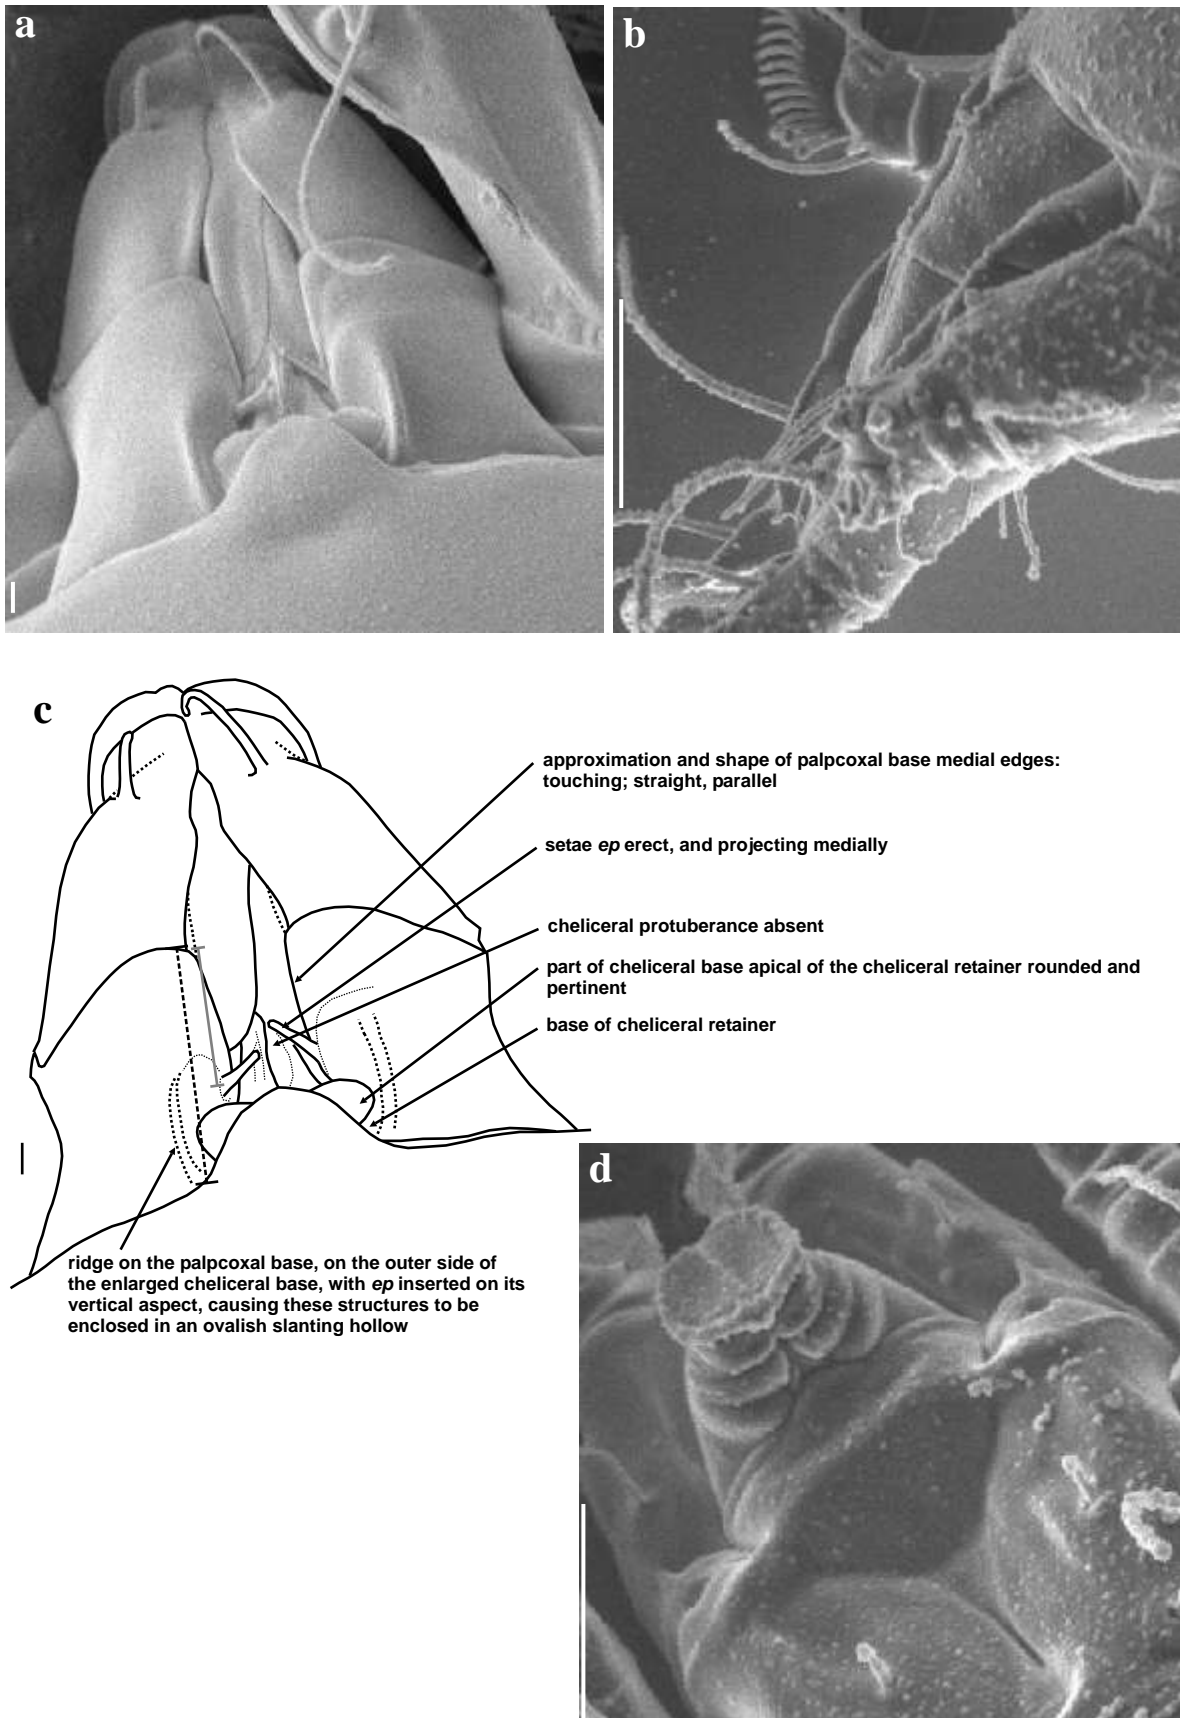 a
b
c
approximation and shape of palpcoxal base medial edges:
touching; straight, parallel
setae ep erect, and projecting medially
cheliceral protuberance absent
part of cheliceral base apical of the cheliceral retainer rounded and
pertinent
base of cheliceral retainer
d
ridge on the palpcoxal base, on the outer side of
the enlarged cheliceral base, with ep inserted on its
vertical aspect, causing these structures to be
enclosed in an ovalish slanting hollow